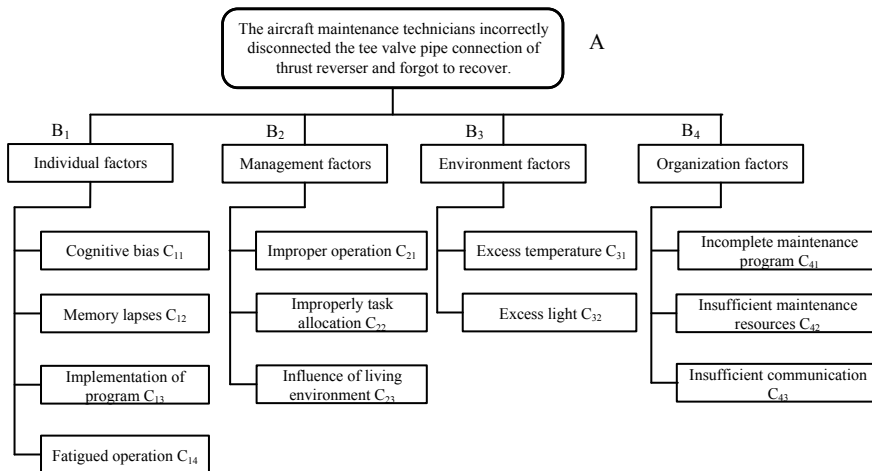 The aircraft maintenance technicians incorrectly
disconnected the tee valve pipe connection of
thrust reverser and forgot to recover.
A
B₁
B₂
B₃
B₄
Individual factors
Management factors
Environment factors
Organization factors
Cognitive bias C₁₁
Memory lapses C₁₂
Implementation of
program C₁₃
Fatigued operation C₁₄
Improper operation C₂₁
Improperly task
allocation C₂₂
Influence of living
environment C₂₃
Excess temperature C₃₁
Excess light C₃₂
Incomplete maintenance
program C₄₁
Insufficient maintenance
resources C₄₂
Insufficient communication
C₄₃